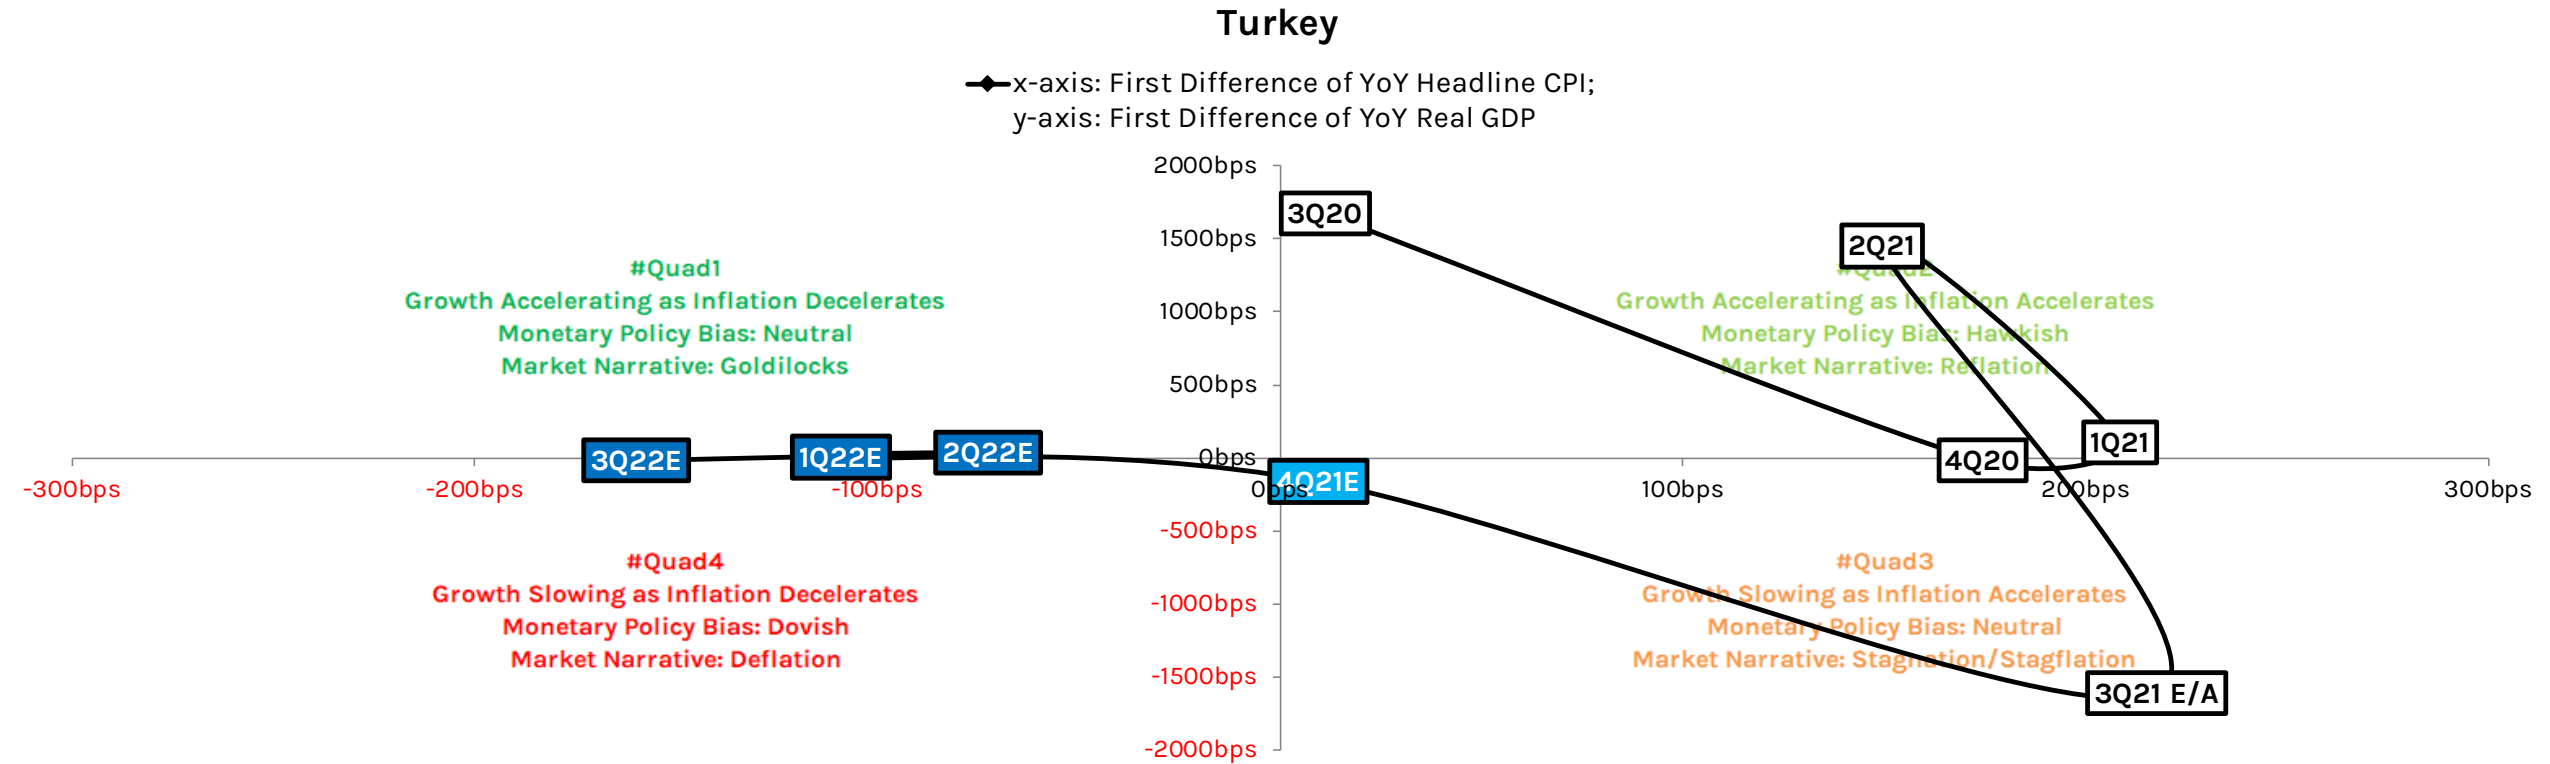 Turkey
x-axis: First Difference of YoY Headline CPI;
y-axis: First Difference of YoY Real GDP
2000bps
3Q20
1500bps
2Q21
#Quad1
Growth Accelerating as Inflation Decelerates
Monetary Policy Bias: Neutral
Market Narrative: Goldilocks
#Quad2
Growth Accelerating as Inflation Accelerates
Monetary Policy Bias: Hawkish
Market Narrative: Reflation
1000bps
500bps
0bps
3Q22E
1Q22E
2Q22E
4Q21E
4Q20
1Q21
-300bps
-200bps
-100bps
0bps
100bps
200bps
300bps
-500bps
#Quad4
Growth Slowing as Inflation Decelerates
Monetary Policy Bias: Dovish
Market Narrative: Deflation
#Quad3
Growth Slowing as Inflation Accelerates
Monetary Policy Bias: Neutral
Market Narrative: Stagnation/Stagflation
-1000bps
-1500bps
3Q21 E/A
-2000bps